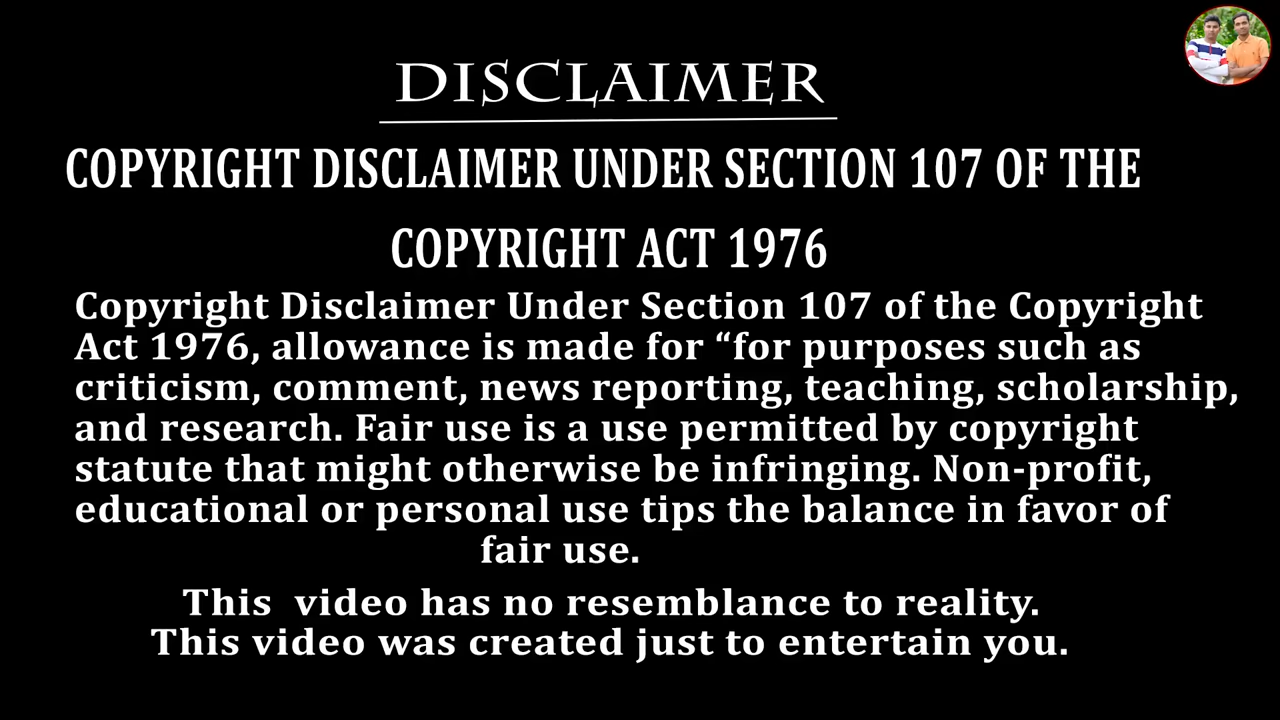 DISCLAIMER
COPYRIGHT DISCLAIMER UNDER SECTION 107 OF THE
COPYRIGHT ACT 1976
Copyright Disclaimer Under Section 107 of the Copyright
Act 1976, allowance is made for “for purposes such as
criticism, comment, news reporting, teaching, scholarship,
and research. Fair use is a use permitted by copyright
statute that might otherwise be infringing. Non-profit,
educational or personal use tips the balance in favor of
fair use.
This  video has no resemblance to reality.
This video was created just to entertain you.